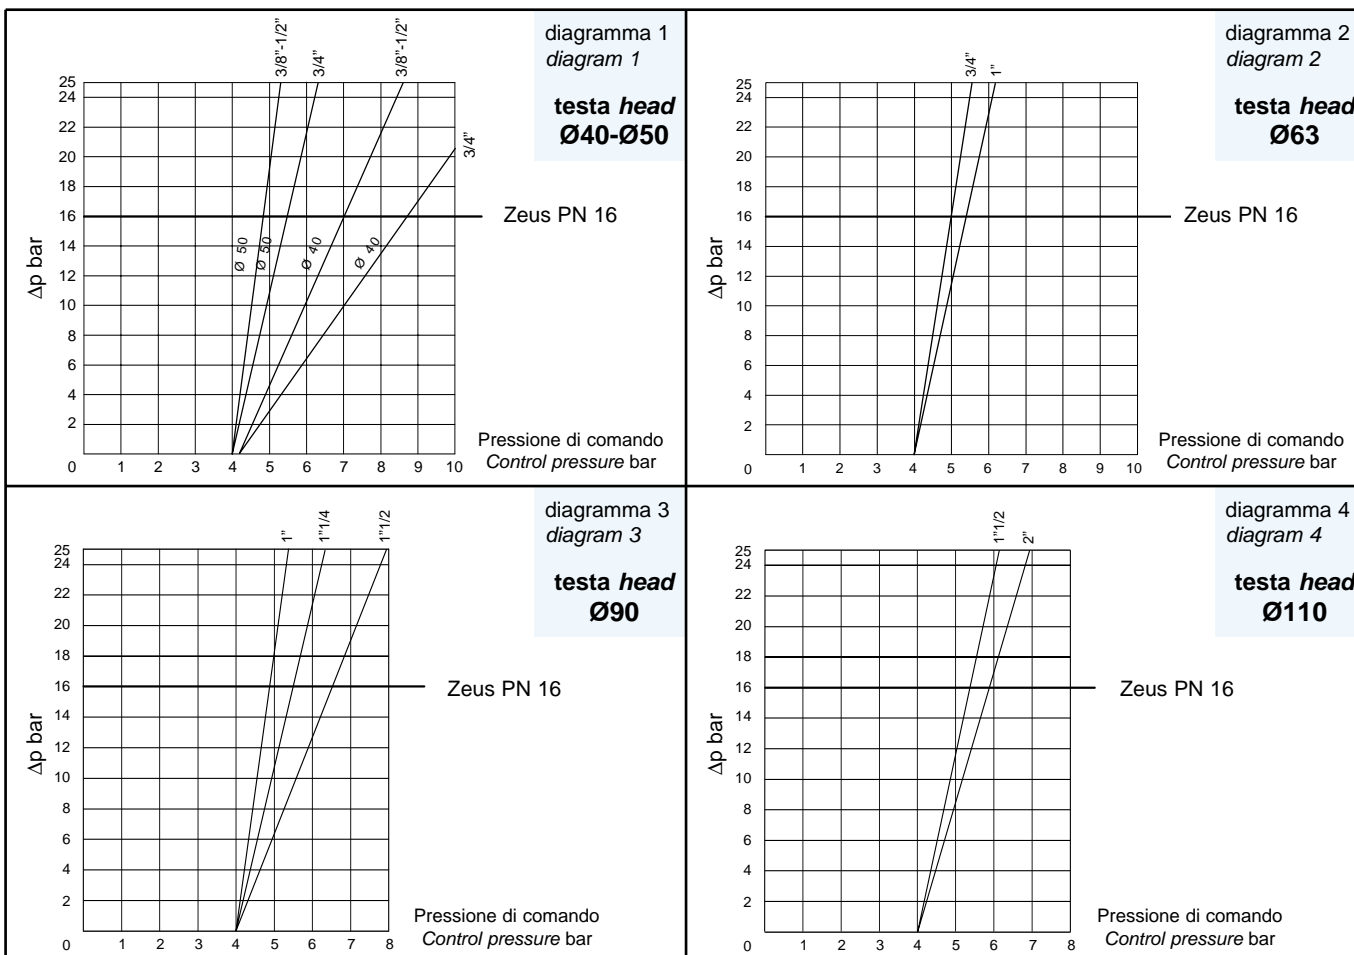 diagramma 1
diagram 1
testa head
Ø40-Ø50
3/8"-1/2"
3/4"
3/8"-1/2"
3/4"
25
24
22
20
18
16
14
12
10
8
6
4
2
Δp bar
Ø 50
Ø 50
Ø 40
Ø 40
Zeus PN 16
0 1 2 3 4 5 6 7 8 9 10
Pressione di comando
Control pressure bar
diagramma 2
diagram 2
testa head
Ø63
3/4"
1"
25
24
22
20
18
16
14
12
10
8
6
4
2
Δp bar
Zeus PN 16
0 1 2 3 4 5 6 7 8 9 10
Pressione di comando
Control pressure bar
diagramma 3
diagram 3
testa head
Ø90
1"
1"1/4
1"1/2
25
24
22
20
18
16
14
12
10
8
6
4
2
Δp bar
Zeus PN 16
0 1 2 3 4 5 6 7 8
Pressione di comando
Control pressure bar
diagramma 4
diagram 4
testa head
Ø110
1"1/2
2"
25
24
22
20
18
16
14
12
10
8
6
4
2
Δp bar
Zeus PN 16
0 1 2 3 4 5 6 7 8
Pressione di comando
Control pressure bar